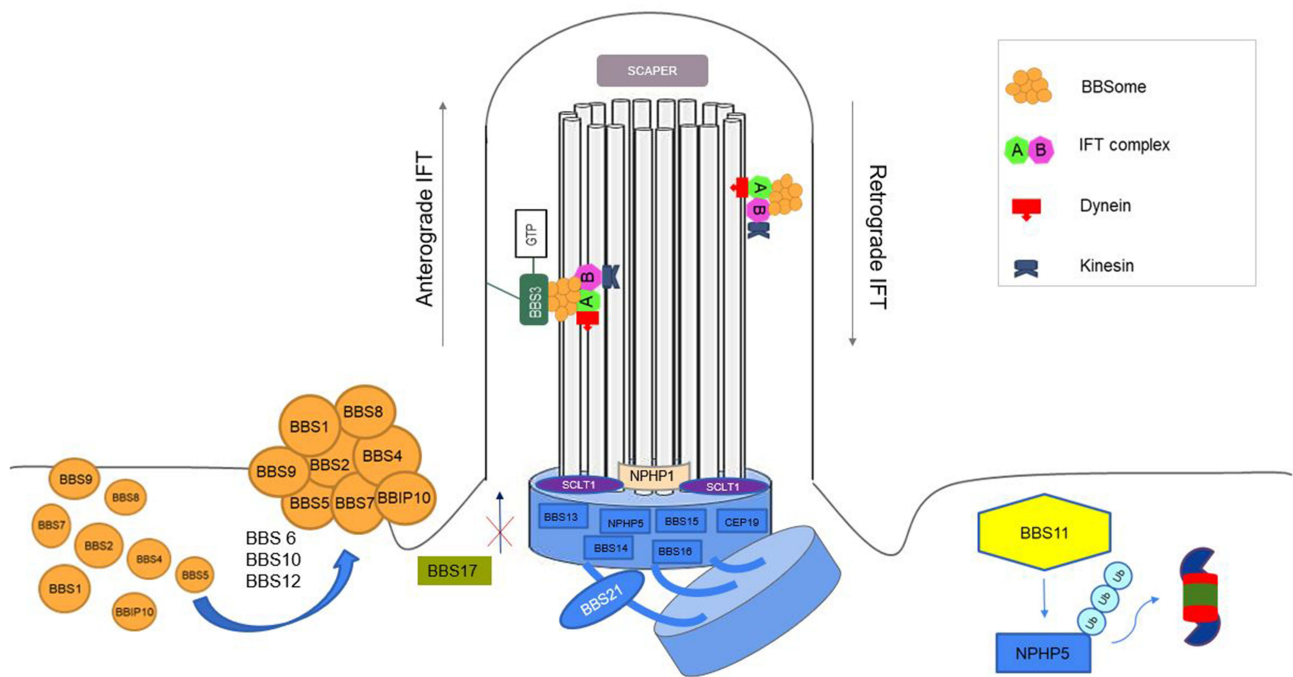 SCAPER
BBSome
A B
IFT complex
Dynein
Kinesin
Anterograde IFT
Retrograde IFT
GTP
BBS3
B
A
A
B
BBS8
BBS1
BBS4
BBS2
BBS9
BBS5
BBS7
BBIP10
BBS9
BBS8
BBS7
BBS2
BBS4
BBS5
BBS1
BBIP10
BBS 6
BBS10
BBS12
BBS17
NPHP1
SCLT1
SCLT1
BBS13
NPHP5
BBS15
CEP19
BBS14
BBS16
BBS21
BBS11
Ub
Ub
Ub
NPHP5